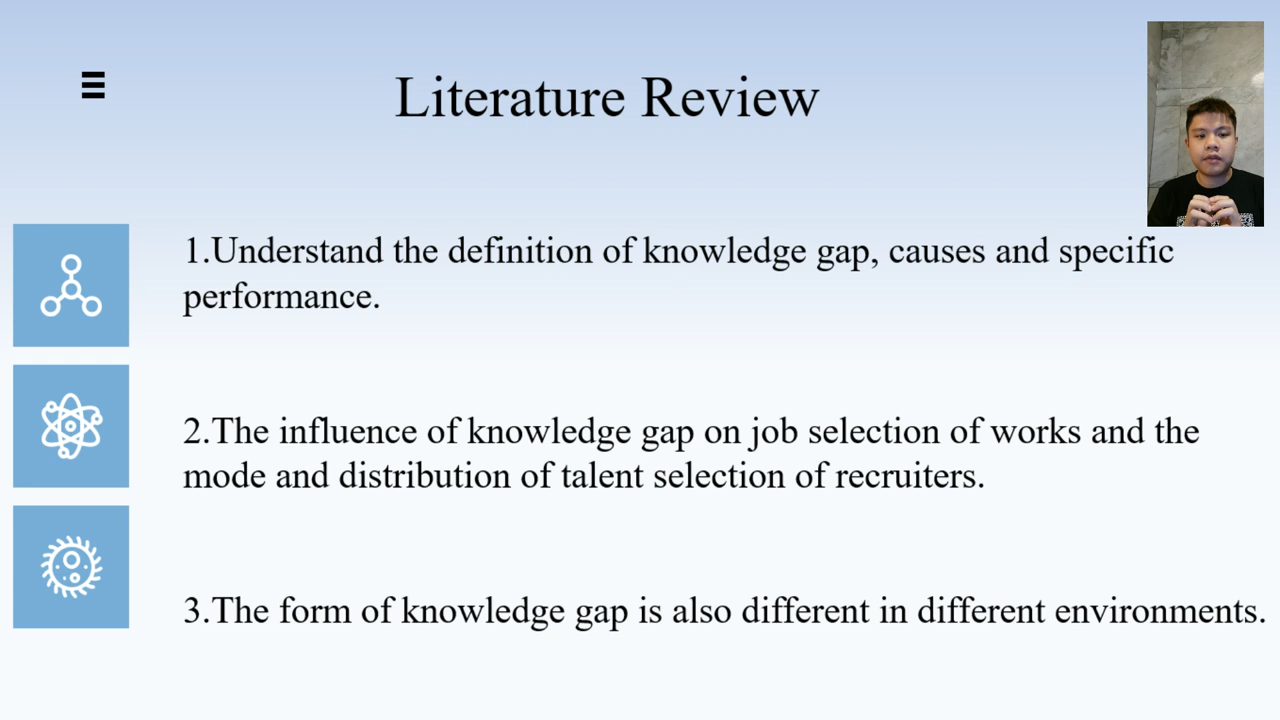 Literature Review
1.Understand the definition of knowledge gap, causes and specific
performance.
2.The influence of knowledge gap on job selection of works and the
mode and distribution of talent selection of recruiters.
3.The form of knowledge gap is also different in different environments.